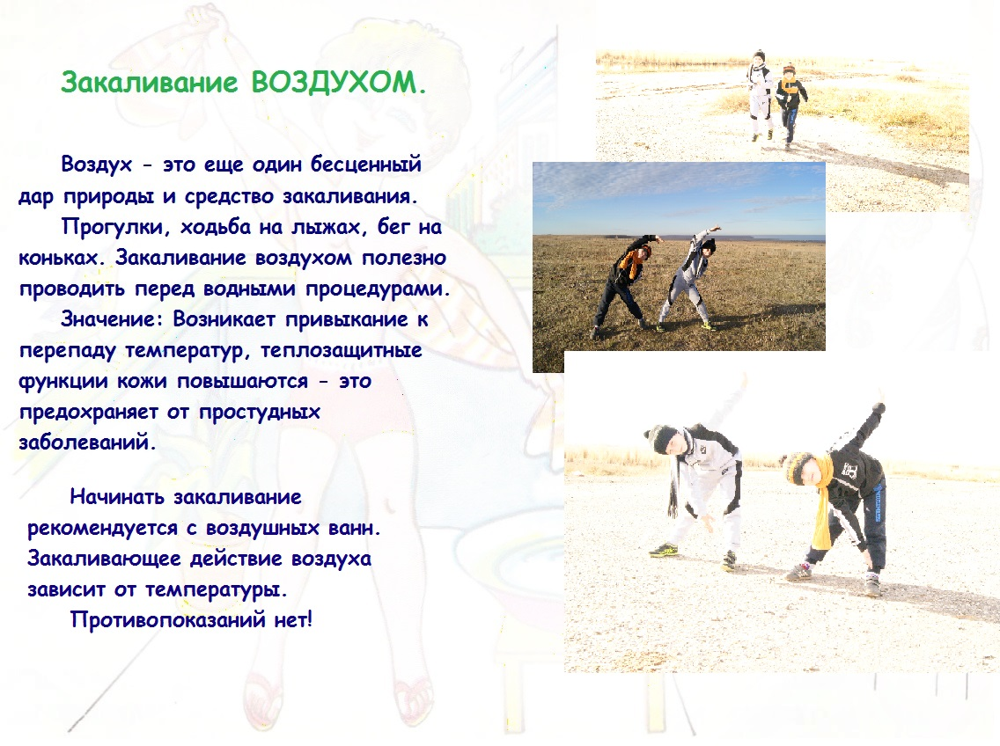 Закаливание ВОЗДУХОМ.
Воздух - это еще один бесценный
дар природы и средство закаливания.
Прогулки, ходьба на лыжах, бег на
коньках. Закаливание воздухом полезно
проводить перед водными процедурами.
Значение: Возникает привыкание к
перепаду температур, теплозащитные
функции кожи повышаются - это
предохраняет от простудных
заболеваний.
Начинать закаливание
рекомендуется с воздушных ванн.
Закаливающее действие воздуха
зависит от температуры.
Противопоказаний нет!